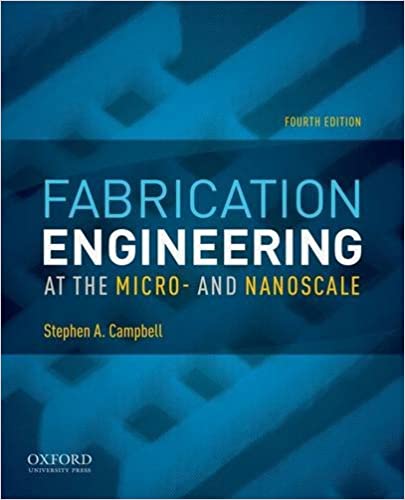 FOURTH EDITION
FABRICATION
ENGINEERING
AT THE MICRO- AND NANOSCALE
Stephen A. Campbell
OXFORD
UNIVERSITY PRESS